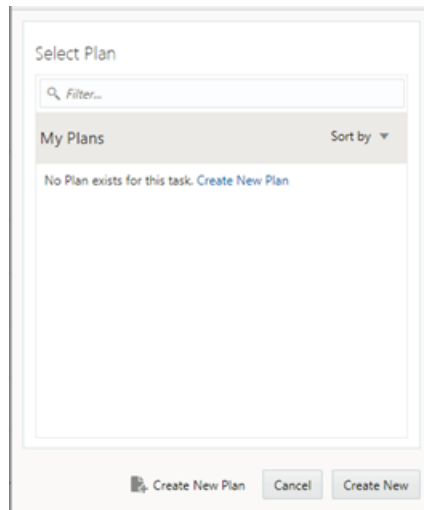 Select Plan
Filter...
My Plans Sort by
No Plan exists for this task. Create New Plan
Create New Plan Cancel Create New